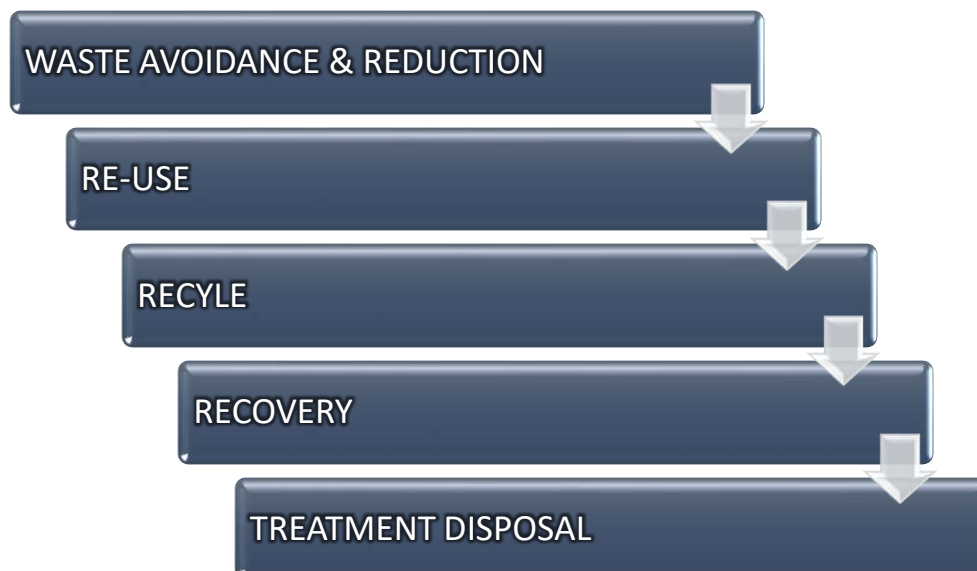 WASTE AVOIDANCE & REDUCTION
RE-USE
RECYLE
RECOVERY
TREATMENT DISPOSAL